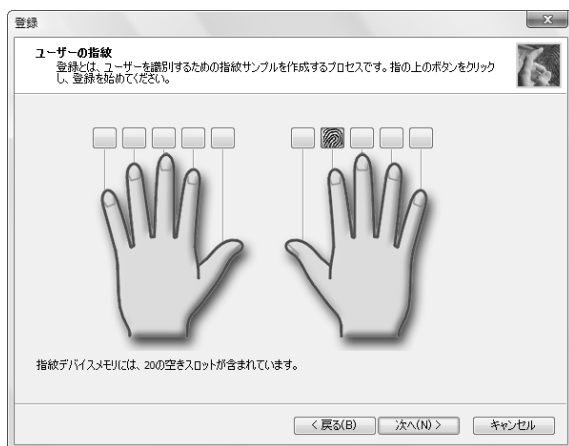 登録
ユーザーの指紋
登録とは、ユーザーを識別するための指紋サンプルを作成するプロセスです。指の上のボタンをクリック
し、登録を始めてください。
指紋デバイスメモリには、20の空きスロットが含まれています。
< 戻る(B)
次へ(N) >
キャンセル